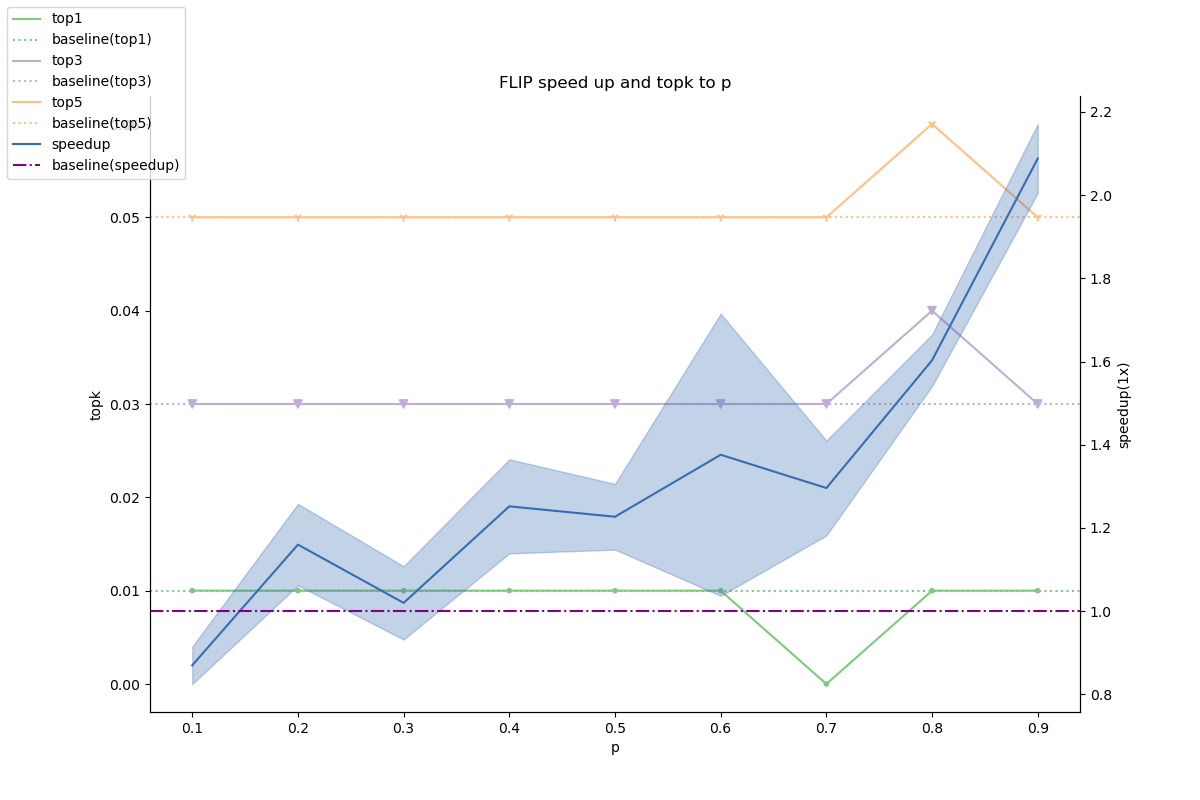 top1
baseline(top1)
top3
baseline(top3)
top5
baseline(top5)
speedup
baseline(speedup)
FLIP speed up and topk to p
0.05
0.04
0.03
0.02
0.01
0.00
topk
2.2
2.0
1.8
1.6
1.4
1.2
1.0
0.8
speedup(1x)
0.1 0.2 0.3 0.4 0.5 0.6 0.7 0.8 0.9
p